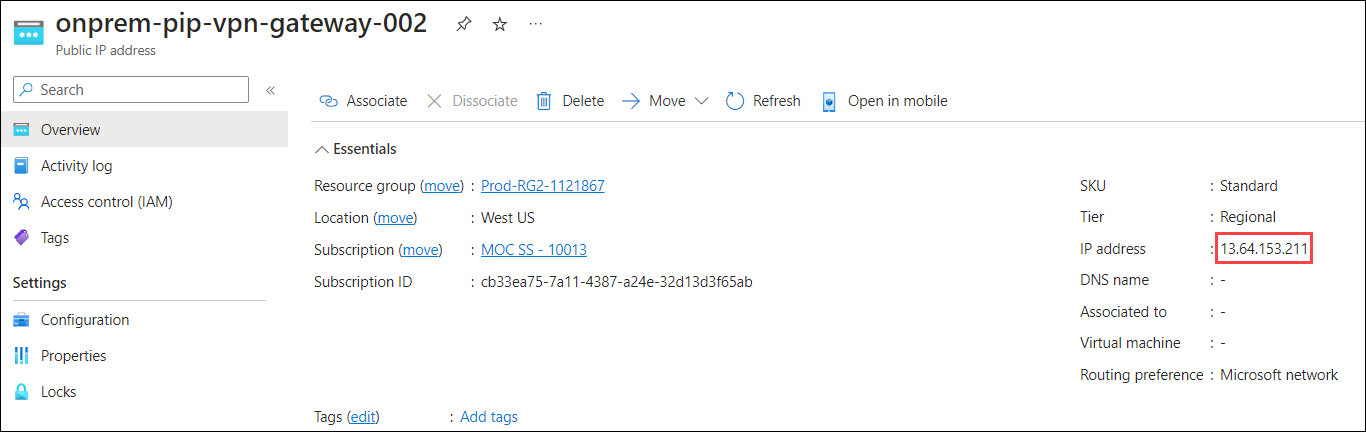 onprem-pip-vpn-gateway-002
Public IP address
Search
Overview
Activity log
Access control (IAM)
Tags
Settings
Configuration
Properties
Locks
Associate Dissociate Delete Move Refresh Open in mobile
Essentials
Resource group (move) : Prod-RG2-1121867
Location (move) : West US
Subscription (move) : MOC SS - 10013
Subscription ID : cb33ea75-7a11-4387-a24e-32d13d3f65ab
SKU : Standard
Tier : Regional
IP address : 13.64.153.211
DNS name : -
Associated to : -
Virtual machine : -
Routing preference : Microsoft network
Tags (edit) : Add tags